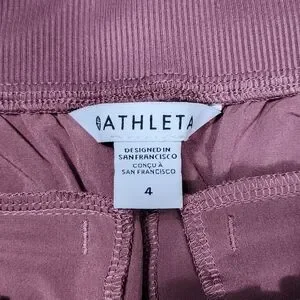 ATHLETA
DESIGNED IN
SAN FRANCISCO
CONÇU À
SAN FRANCISCO
4